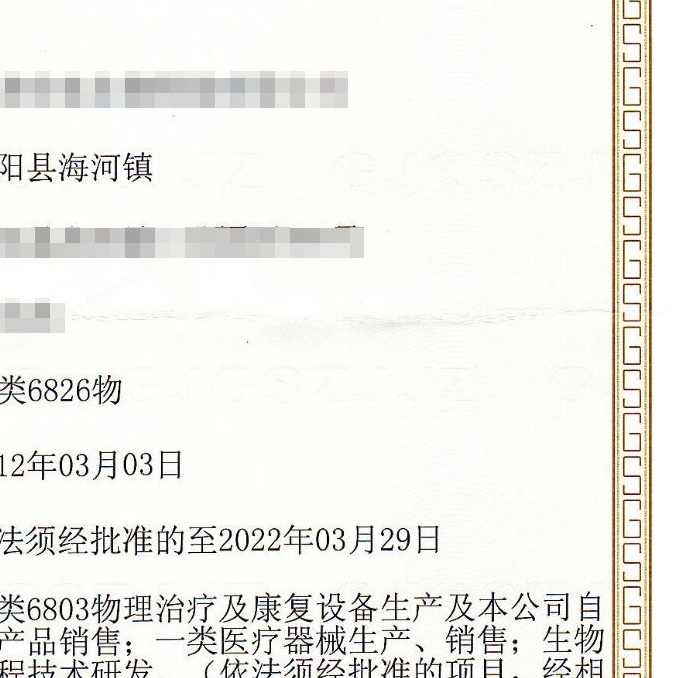 阳县海河镇
类6826物
12年03月03日
法须经批准的至2022年03月29日
类6803物理治疗及康复设备生产及本公司自
产品销售；一类医疗器械生产、销售；生物
程技术研发。（依法须经批准的项目，经相